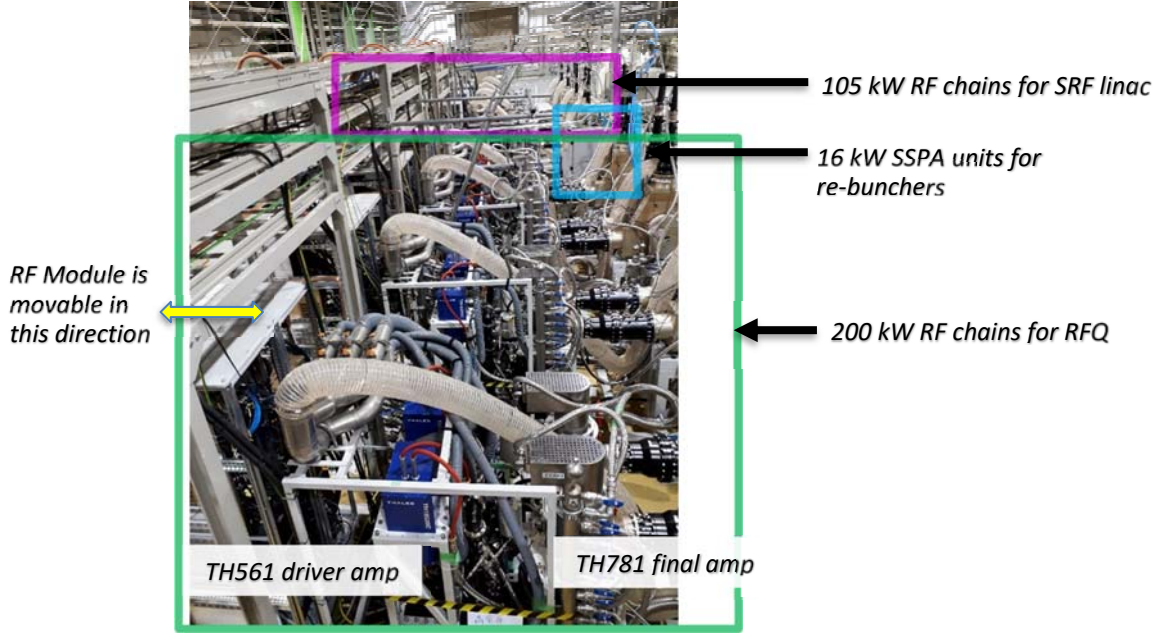 105 kW RF chains for SRF linac
16 kW SSPA units for
re-bunchers
RF Module is
movable in
this direction
200 kW RF chains for RFQ
TH561 driver amp
TH781 final amp